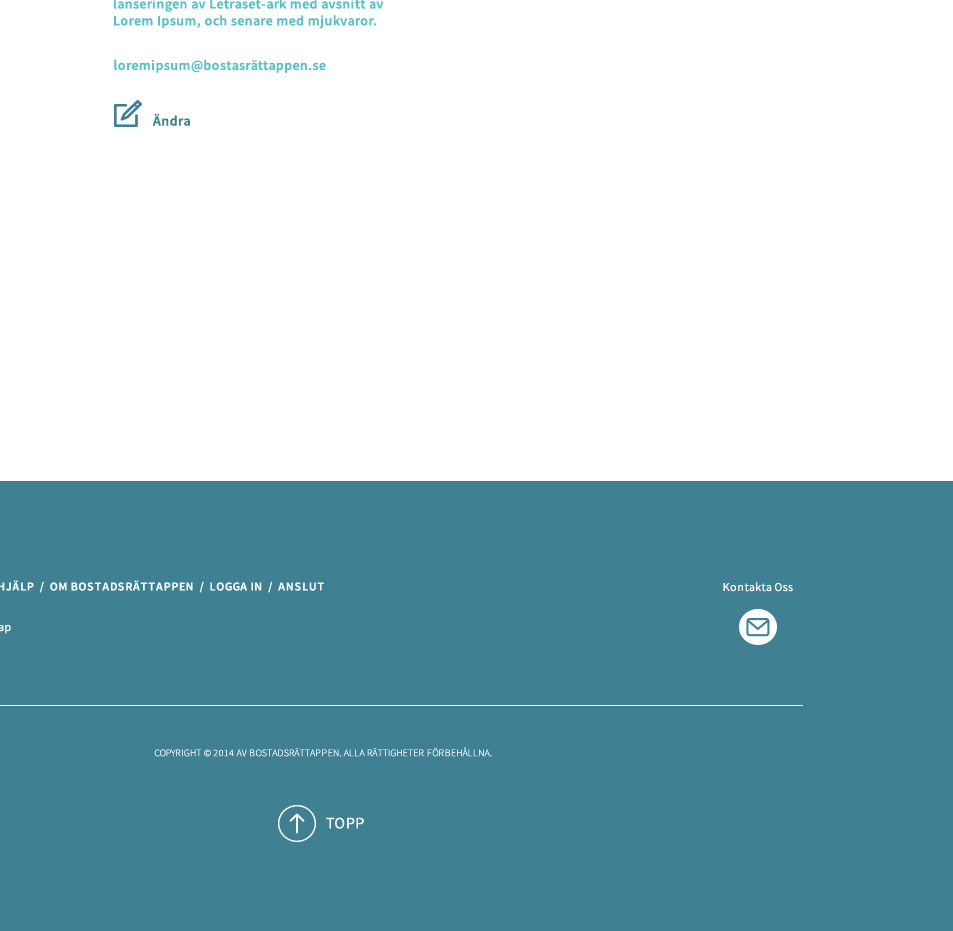 lanseringen av Letraset-ark med avsnitt av
Lorem Ipsum, och senare med mjukvaror.
loremipsum@bostasrättappen.se
Ändra
HJÄLP / OM BOSTADSRÄTTAPPEN / LOGGA IN / ANSLUT
Kontakta Oss
ap
COPYRIGHT © 2014 AV BOSTADSRÄTTAPPEN. ALLA RÄTTIGHETER FÖRBEHÅLLNA.
TOPP